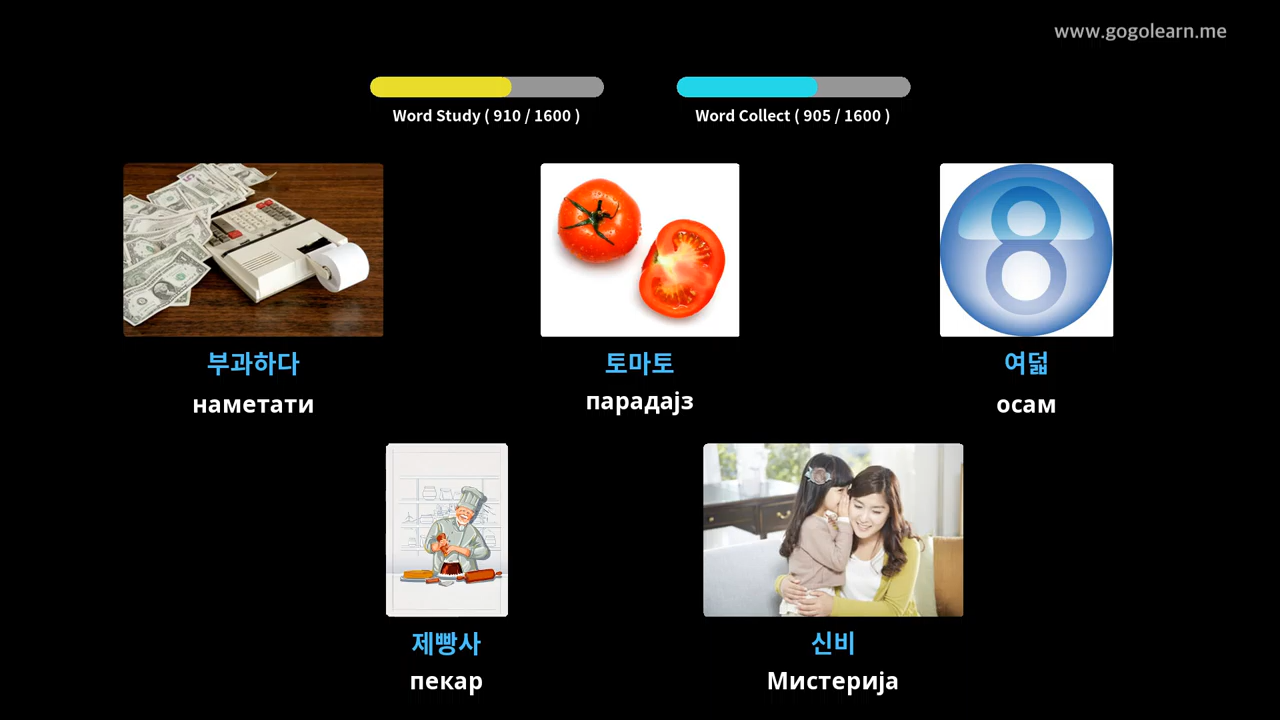 www.gogolearn.me
Word Study ( 910 / 1600 )
Word Collect ( 905 / 1600 )
부과하다
토마토
여덟
наметати
парадајз
осам
8
제빵사
신비
пекар
Мистерија